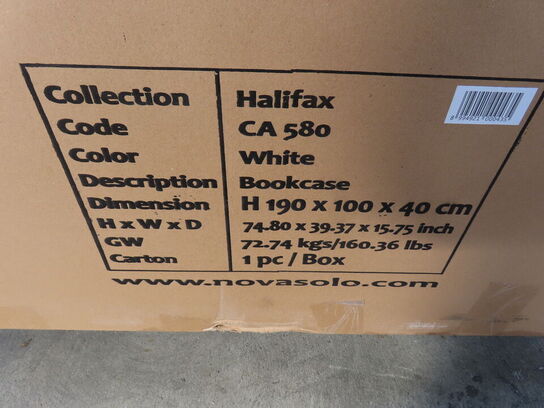 Collection Halifax
Code CA 580
Color White
Description Bookcase
Dimension H 190 x 100 x 40 cm
H x W x D 74.80 x 39.37 x 15.75 inch
GW 72.74 kgs/160.36 lbs
Carton 1 pc / Box
www.novasolo.com